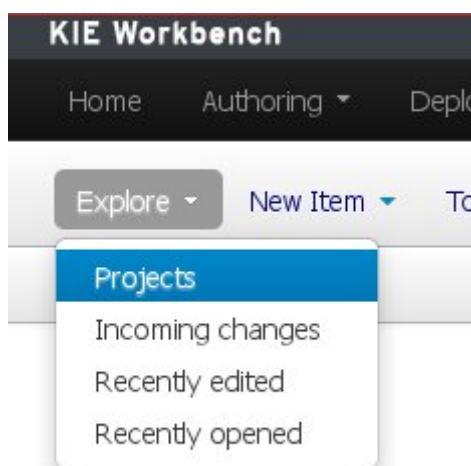 KIE Workbench
Home Authoring
Explore New Item
Projects
Incoming changes
Recently edited
Recently opened